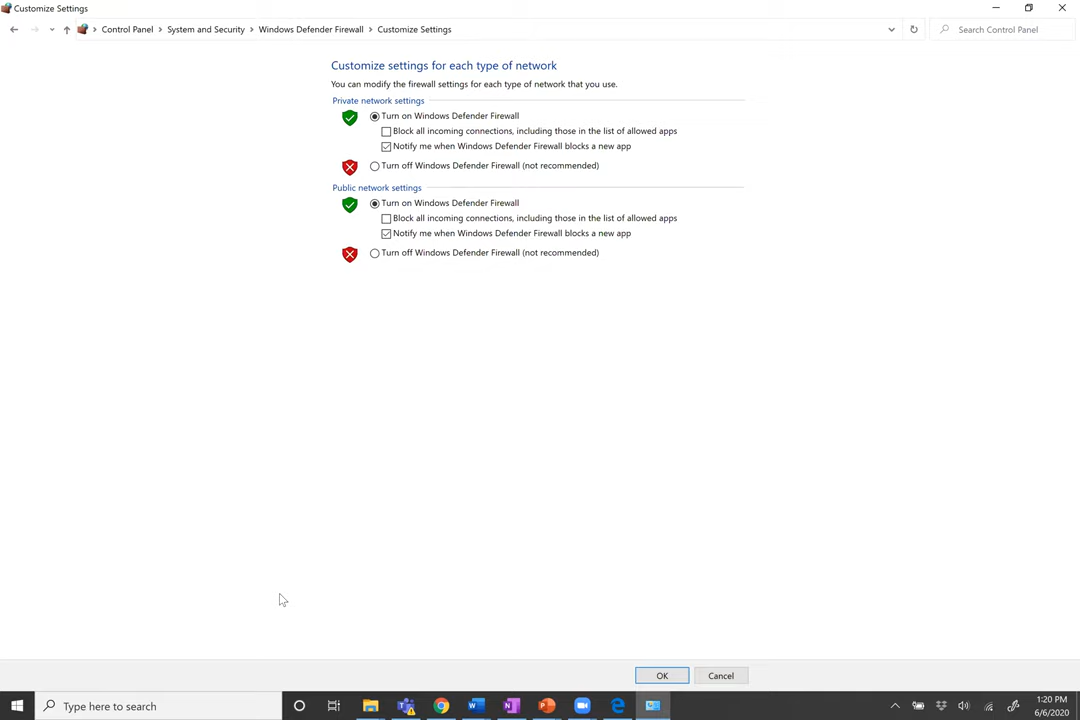 Customize Settings
Control Panel > System and Security > Windows Defender Firewall > Customize Settings
Search Control Panel
Customize settings for each type of network
You can modify the firewall settings for each type of network that you use.
Private network settings
Turn on Windows Defender Firewall
Block all incoming connections, including those in the list of allowed apps
Notify me when Windows Defender Firewall blocks a new app
Turn off Windows Defender Firewall (not recommended)
Public network settings
Turn on Windows Defender Firewall
Block all incoming connections, including those in the list of allowed apps
Notify me when Windows Defender Firewall blocks a new app
Turn off Windows Defender Firewall (not recommended)
OK
Cancel
Type here to search
1:20 PM
6/6/2020